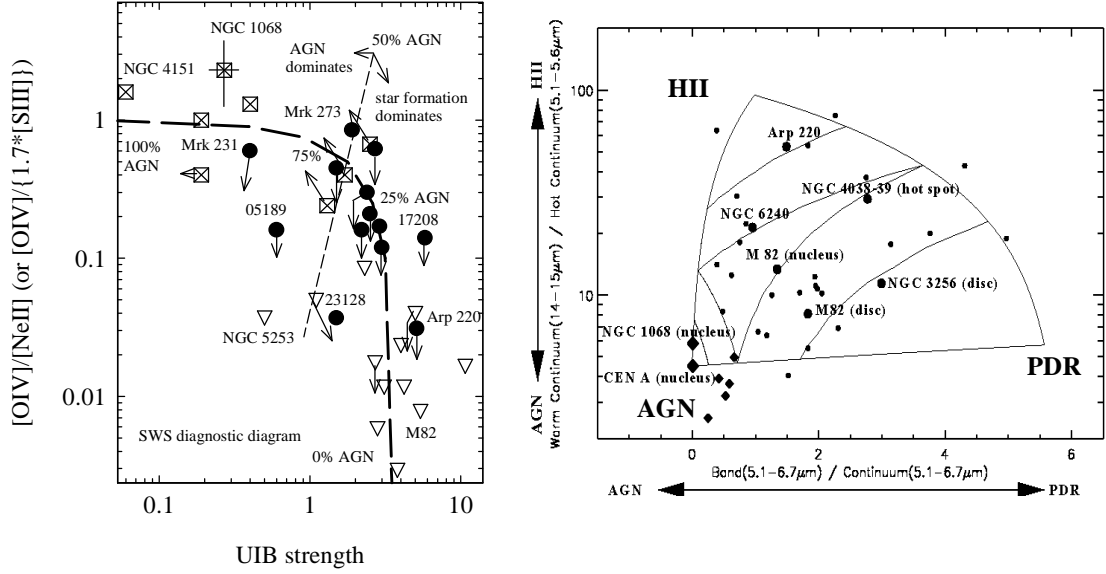 [OIV]/[NeII] (or [OIV]/{1.7*[SIII]})
NGC 1068
50% AGN
AGN
dominates
NGC 4151
star formation
dominates
Mrk 273
1
100%
AGN
Mrk 231
75%
25% AGN
05189
17208
0.1
23128
NGC 5253
Arp 220
0.01
M82
SWS diagnostic diagram
0% AGN
0.1
1
10
UIB strength
HII
Warm Continuum(14-15μm) / Hot Continuum(5.1-5.6μm)
AGN
100
HII
Arp 220
NGC 4038-39 (hot spot)
NGC 6240
M 82 (nucleus)
10
NGC 3256 (disc)
M82 (disc)
NGC 1068 (nucleus)
PDR
CEN A (nucleus)
AGN
0
2
4
6
Band(5.1-6.7μm) / Continuum(5.1-6.7μm)
AGN
PDR